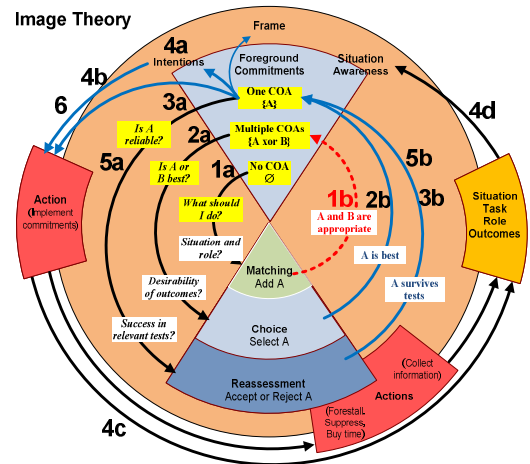 Image Theory
Frame
4a
Intentions
Foreground
Commitments
Situation
Awareness
4b
6
One COA
{A}
3a
4d
Is A
reliable?
Multiple COAs
{A xor B}
2a
5a
Is A or
B best?
1a
No COA
∅
5b
Action
(Implement
commitments)
What should
I do?
1b
2b
3b
Situation
Task
Role
Outcomes
A and B are
appropriate
Situation and
role?
A is best
Matching
Add A
Desirability
of outcomes?
A survives
tests
Success in
relevant tests?
Choice
Select A
Reassessment
Accept or Reject A
(Collect
information)
Actions
(Forestall,
Suppress,
Buy time)
4c